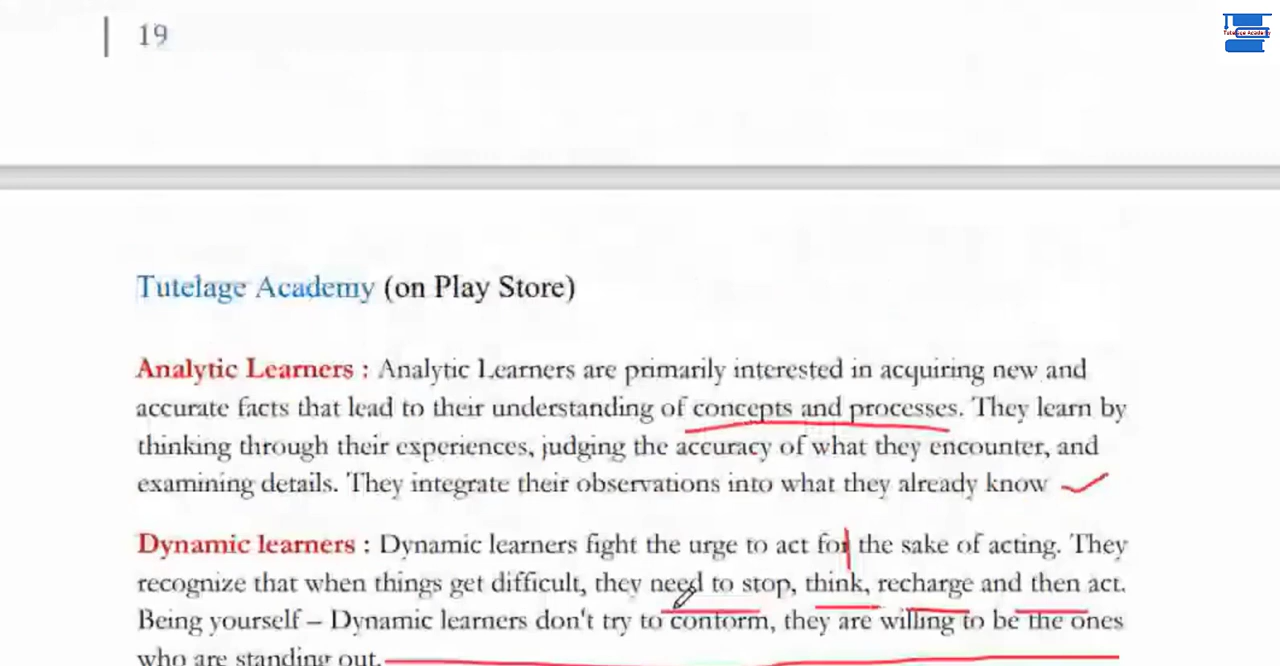 19
Tutelage Academy
Tutelage Academy (on Play Store)
Analytic Learners : Analytic Learners are primarily interested in acquiring new and
accurate facts that lead to their understanding of concepts and processes. They learn by
thinking through their experiences, judging the accuracy of what they encounter, and
examining details. They integrate their observations into what they already know
Dynamic learners : Dynamic learners fight the urge to act for the sake of acting. They
recognize that when things get difficult, they need to stop, think, recharge and then act.
Being yourself – Dynamic learners don't try to conform, they are willing to be the ones
who are standing out.